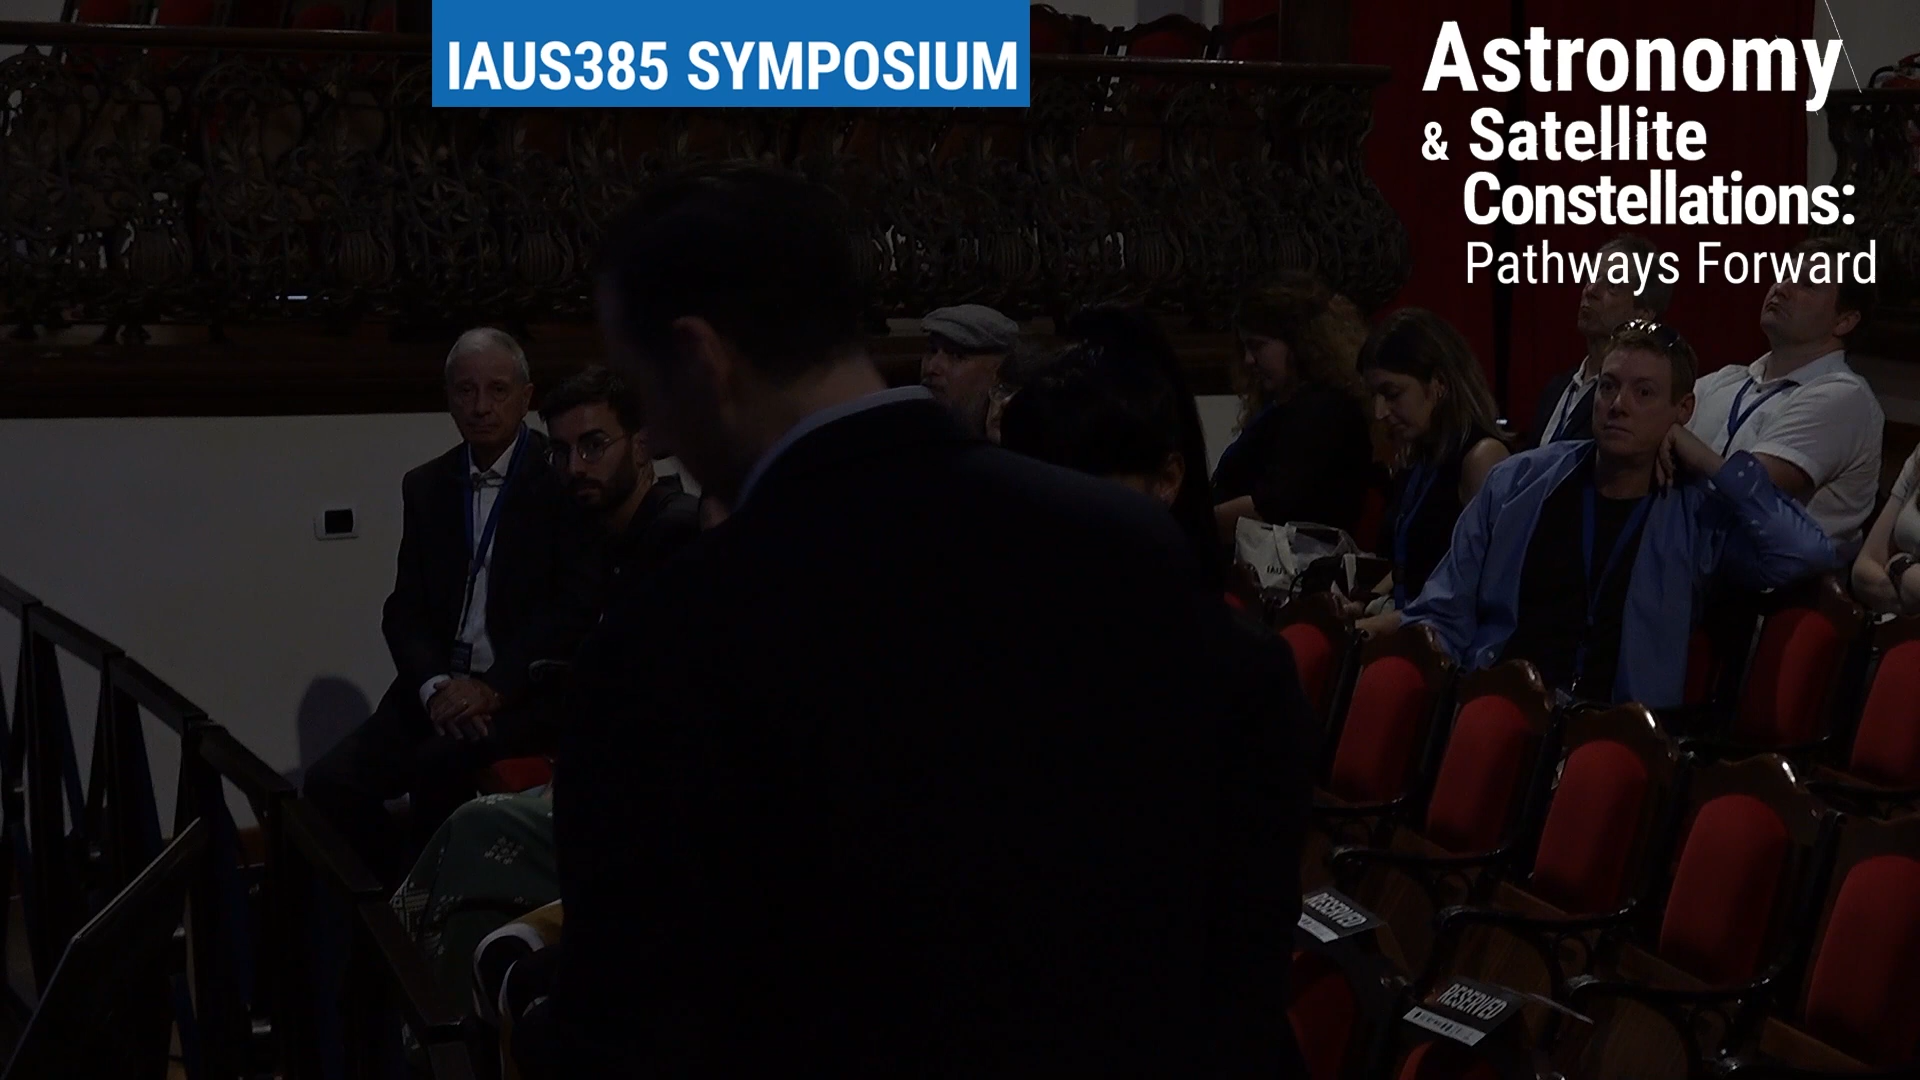 IAUS385 SYMPOSIUM
Astronomy
& Satellite
Constellations:
Pathways Forward
RESERVED
RESERVED